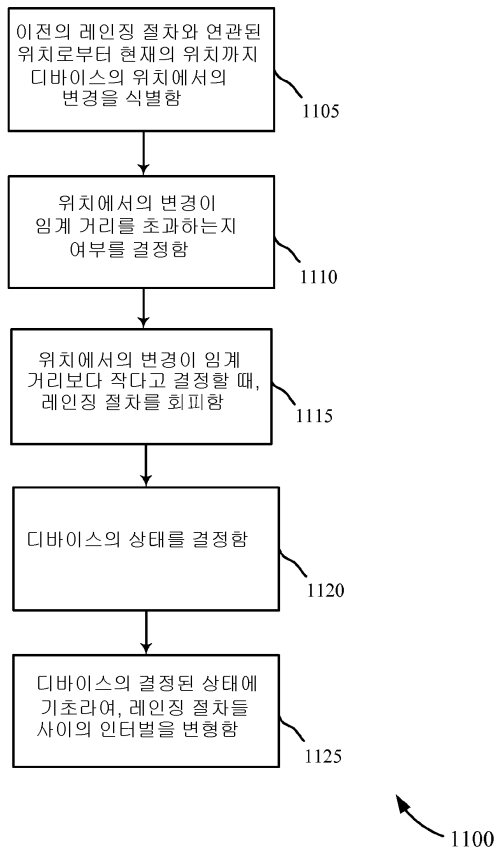 이전의 레인징 절차와 연관된
위치로부터 현재의 위치까지
디바이스의 위치에서의
변경을 식별함
1105
위치에서의 변경이
임계 거리를 초과하는지
여부를 결정함
1110
위치에서의 변경이 임계
거리보다 작다고 결정할 때,
레인징 절차를 회피함
1115
디바이스의 상태를 결정함
1120
디바이스의 결정된 상태에
기초라여, 레인징 절차들
사이의 인터벌을 변형함
1125
1100